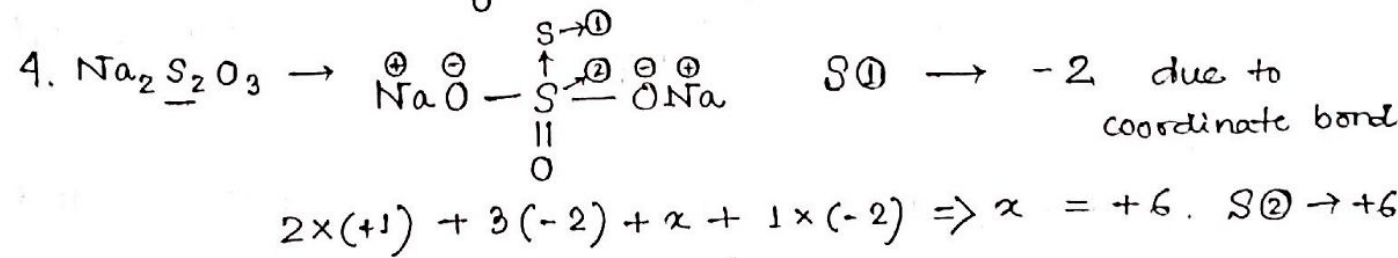 S→①
4. Na₂S₂O₃ → Na⊕ O⊖ — S →② — O⊖ Na⊕    S① → -2 due to
coordinate bond
O
2×(+1) + 3(-2) + x + 1×(-2) => x = +6. S② → +6